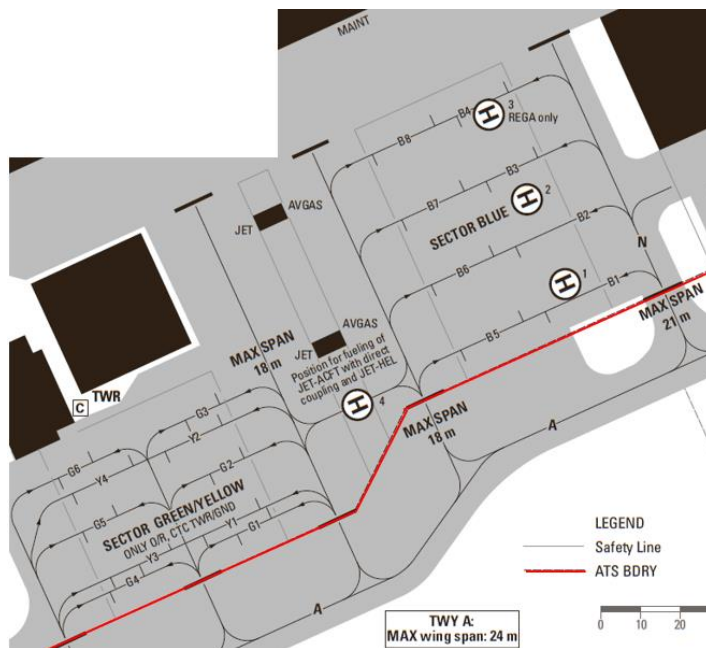 MAINT
3
REGA only
B4
B8
B3
AVGAS
JET
B7
2
SECTOR BLUE
B2
N
B6
1
B1
MAX SPAN
21 m
AVGAS
JET
B5
MAX SPAN
18 m
Position for fueling of
JET-ACFT with direct
coupling and JET-HEL
4
TWR
C
MAX SPAN
18 m
A
G3
Y2
G6
Y4
G2
G5
SECTOR GREEN/YELLOW
ONLY O/R, CTC TWR/GND
Y1
G1
Y3
G4
A
LEGEND
Safety Line
ATS BDRY
TWY A:
MAX wing span: 24 m
0 10 20
H
H
H
H